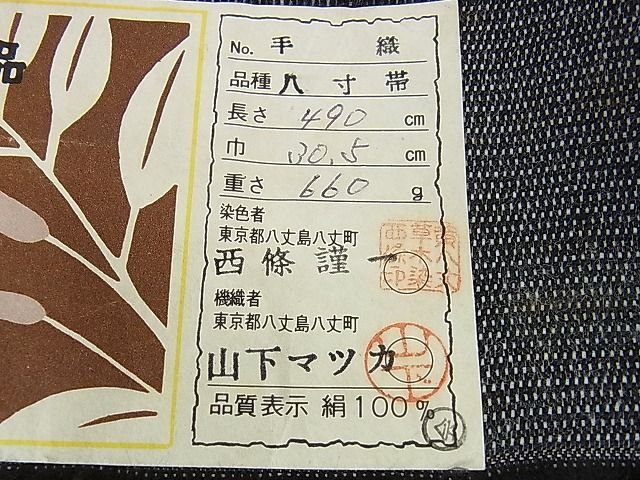 品
No. 手織
品種 八寸帯
長さ 490 cm
巾 30.5 cm
重さ 660 g
染色者
東京都八丈島八丈町
西條謹一
機織者
東京都八丈島八丈町
山下マツカ
山下
品質表示 絹100%